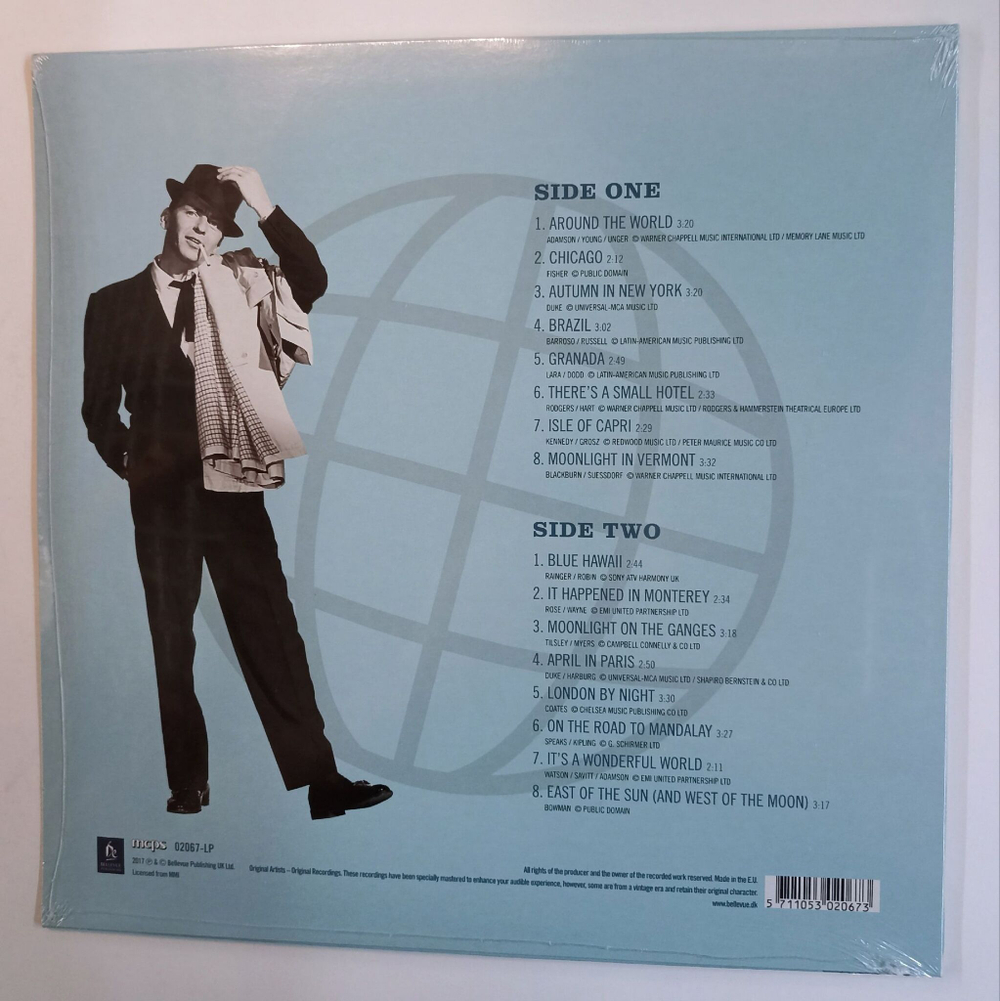 SIDE ONE
1. AROUND THE WORLD 3:20
ADAMSON / YOUNG / UNGER © WARNER CHAPPELL MUSIC INTERNATIONAL LTD / MEMORY LANE MUSIC LTD
2. CHICAGO 2:12
FISHER © PUBLIC DOMAIN
3. AUTUMN IN NEW YORK 3:20
DUKE © UNIVERSAL-MCA MUSIC LTD
4. BRAZIL 3:02
BARROSO / RUSSELL © LATIN-AMERICAN MUSIC PUBLISHING LTD
5. GRANADA 2:49
LARA / DODD © LATIN-AMERICAN MUSIC PUBLISHING LTD
6. THERE'S A SMALL HOTEL 2:33
RODGERS / HART © WARNER CHAPPELL MUSIC LTD / RODGERS & HAMMERSTEIN THEATRICAL EUROPE LTD
7. ISLE OF CAPRI 2:29
KENNEDY / GROSZ © REDWOOD MUSIC LTD / PETER MAURICE MUSIC CO LTD
8. MOONLIGHT IN VERMONT 3:32
BLACKBURN / SUESSDORF © WARNER CHAPPELL MUSIC INTERNATIONAL LTD
SIDE TWO
1. BLUE HAWAII 2:44
RAINGER / ROBIN © SONY ATV HARMONY UK
2. IT HAPPENED IN MONTEREY 2:34
ROSE / WAYNE © EMI UNITED PARTNERSHIP LTD
3. MOONLIGHT ON THE GANGES 3:18
TILSLEY / MYERS © CAMPBELL CONNELLY & CO LTD
4. APRIL IN PARIS 2:50
DUKE / HARBURG © UNIVERSAL-MCA MUSIC LTD / SHAPIRO BERNSTEIN & CO LTD
5. LONDON BY NIGHT 3:30
COATES © CHELSEA MUSIC PUBLISHING CO LTD
6. ON THE ROAD TO MANDALAY 3:27
SPEAKS / KIPLING © G. SCHIRMER LTD
7. IT'S A WONDERFUL WORLD 2:11
WATSON / SAVITT / ADAMSON © EMI UNITED PARTNERSHIP LTD
8. EAST OF THE SUN (AND WEST OF THE MOON) 3:17
BOWMAN © PUBLIC DOMAIN
mcps 02067-LP
2017 ℗ & © Bellevue Publishing UK Ltd.
Licensed from MMI
All rights of the producer and the owner of the recorded work reserved. Made in the E.U.
Original Artists – Original Recordings. These recordings have been specially mastered to enhance your audible experience, however, some are from a vintage era and retain their original character.
www.bellevue.dk
5 711053 020673